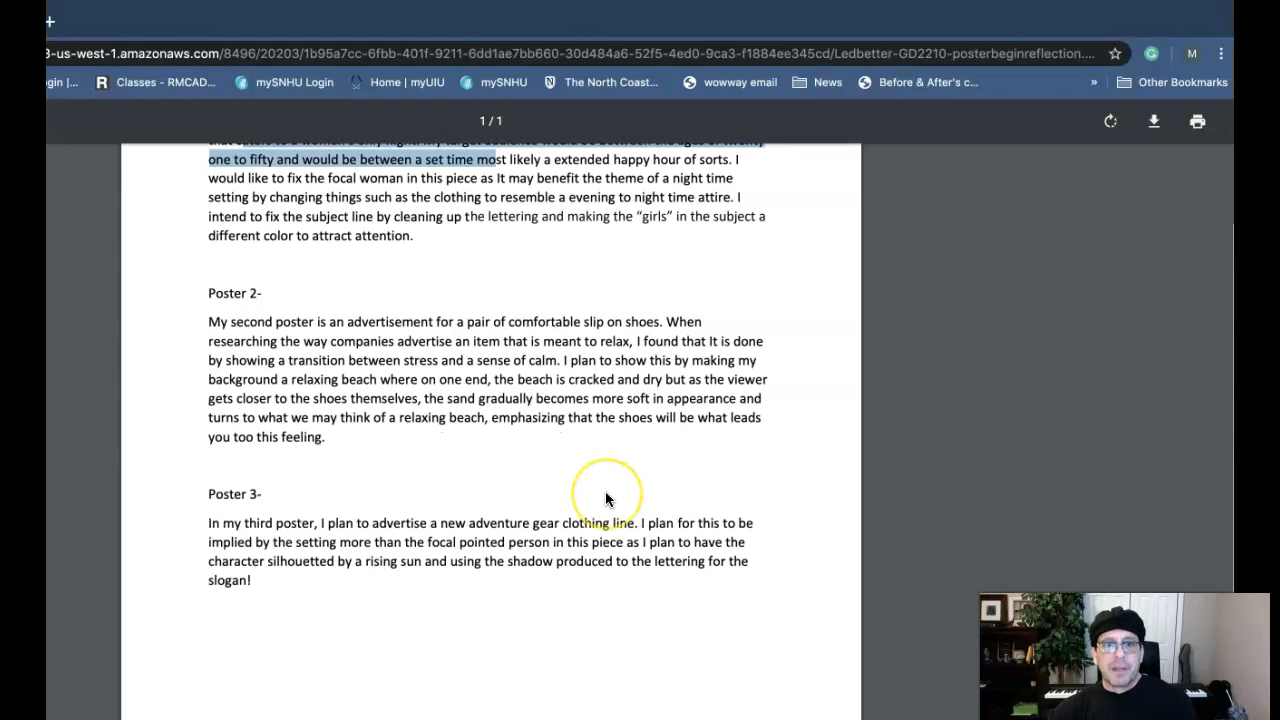 3-us-west-1.amazonaws.com/8496/20203/1b95a7cc-6fbb-401f-9211-6dd1ae7bb660-30d484a6-52f5-4ed0-9ca3-f1884ee345cd/Ledbetter-GD2210-posterbeginreflection....
M
gin |... R Classes - RMCAD... mySNHU Login Home | myUIU mySNHU The North Coast... wowway email News Before & After's c... » Other Bookmarks
1 / 1
one to fifty and would be between a set time most likely a extended happy hour of sorts. I
would like to fix the focal woman in this piece as It may benefit the theme of a night time
setting by changing things such as the clothing to resemble a evening to night time attire. I
intend to fix the subject line by cleaning up the lettering and making the “girls” in the subject a
different color to attract attention.
Poster 2-
My second poster is an advertisement for a pair of comfortable slip on shoes. When
researching the way companies advertise an item that is meant to relax, I found that It is done
by showing a transition between stress and a sense of calm. I plan to show this by making my
background a relaxing beach where on one end, the beach is cracked and dry but as the viewer
gets closer to the shoes themselves, the sand gradually becomes more soft in appearance and
turns to what we may think of a relaxing beach, emphasizing that the shoes will be what leads
you too this feeling.
Poster 3-
In my third poster, I plan to advertise a new adventure gear clothing line. I plan for this to be
implied by the setting more than the focal pointed person in this piece as I plan to have the
character silhouetted by a rising sun and using the shadow produced to the lettering for the
slogan!